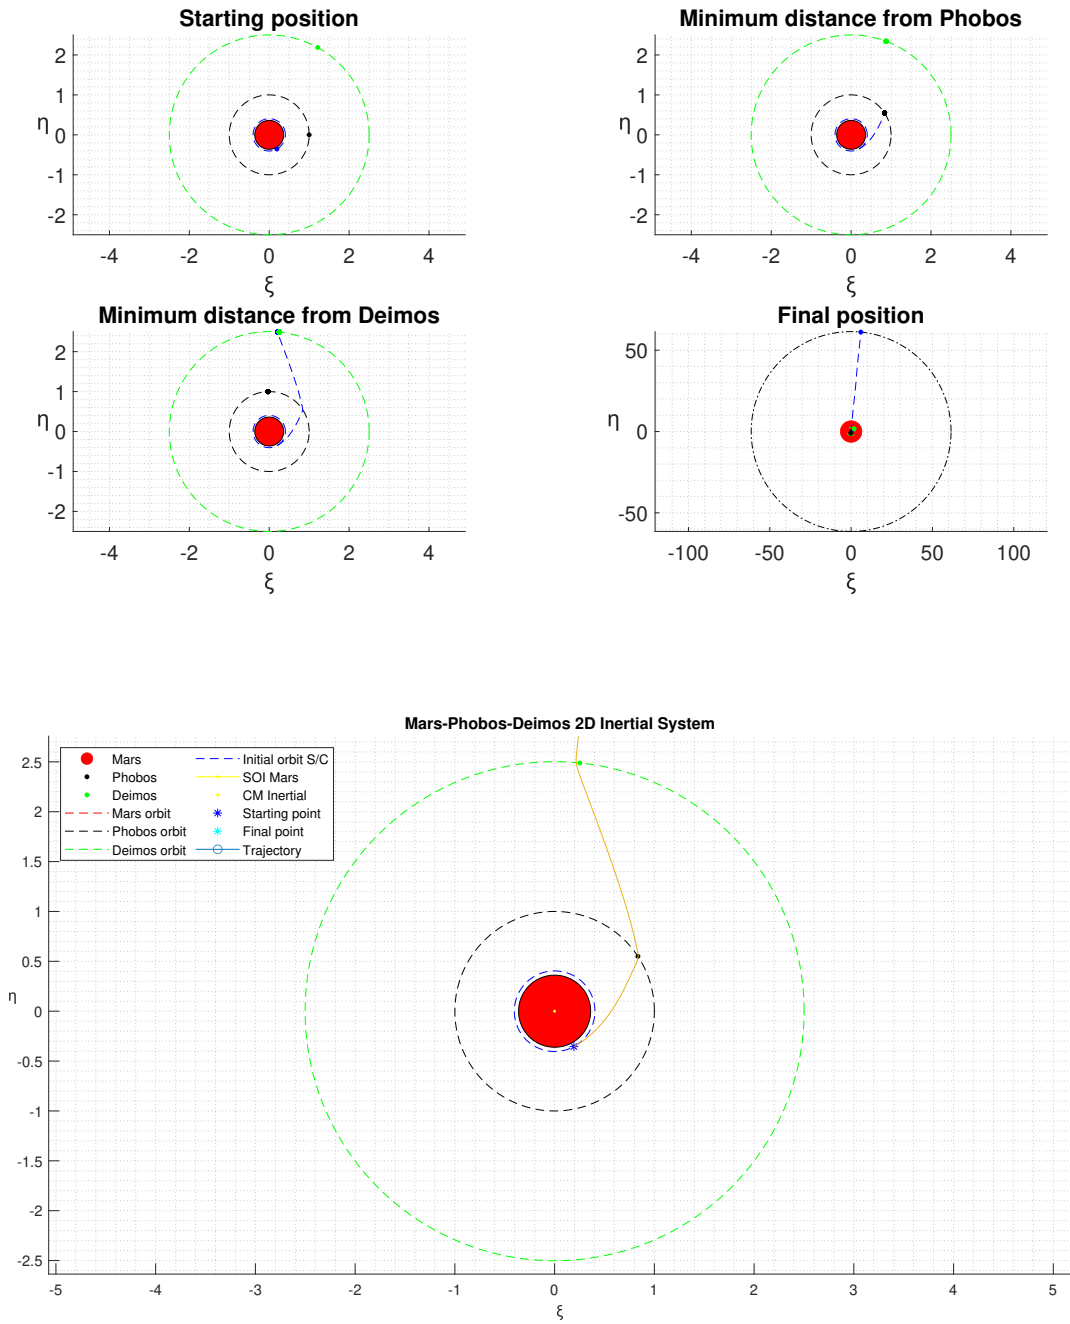 Starting position
Minimum distance from Phobos
2
1
η
0
-1
-2
-4
-2
0
2
4
ξ
2
1
η
0
-1
-2
-4
-2
0
2
4
ξ
Minimum distance from Deimos
Final position
2
1
η
0
-1
-2
-4
-2
0
2
4
ξ
50
η
0
-50
-100
-50
0
50
100
ξ
Mars-Phobos-Deimos 2D Inertial System
Mars
Phobos
Deimos
Mars orbit
Phobos orbit
Deimos orbit
Initial orbit S/C
SOI Mars
CM Inertial
Starting point
Final point
Trajectory
2.5
2
1.5
1
0.5
η
0
-0.5
-1
-1.5
-2
-2.5
-5
-4
-3
-2
-1
0
1
2
3
4
5
ξ